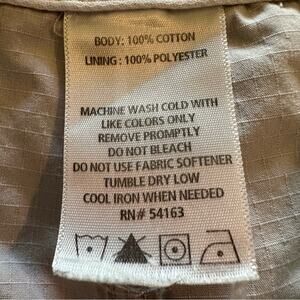 BODY: 100% COTTON
LINING : 100% POLYESTER
MACHINE WASH COLD WITH
LIKE COLORS ONLY
REMOVE PROMPTLY
DO NOT BLEACH
DO NOT USE FABRIC SOFTENER
TUMBLE DRY LOW
COOL IRON WHEN NEEDED
RN# 54163